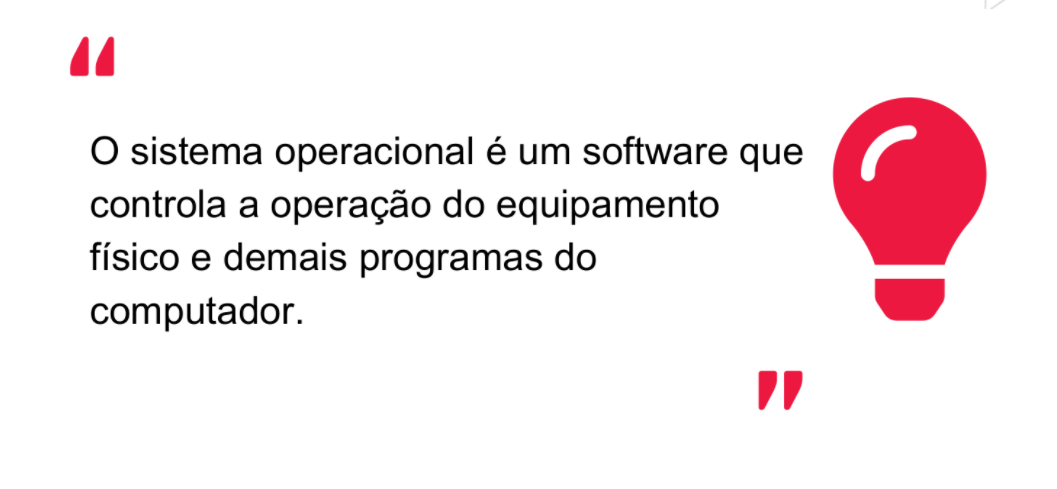 “
O sistema operacional é um software que
controla a operação do equipamento
físico e demais programas do
computador.
”